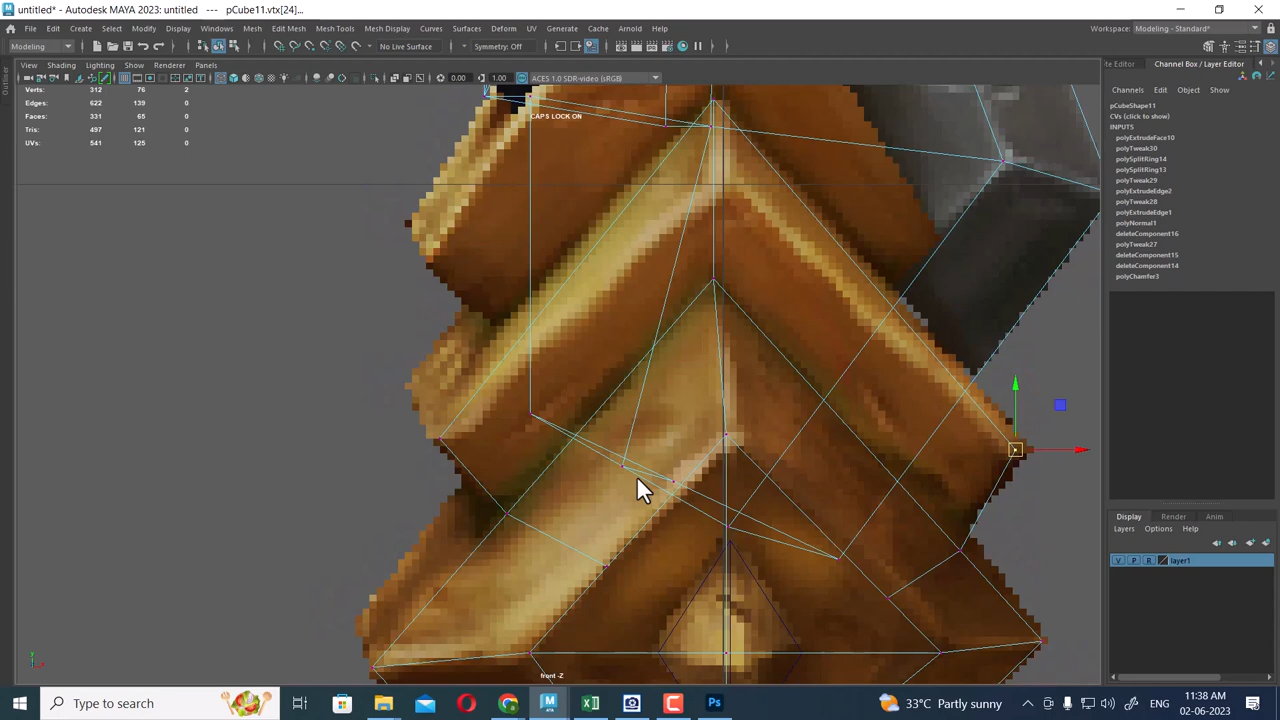 untitled* - Autodesk MAYA 2023: untitled --- pCube11.vtx[24]...
File Edit Create Select Modify Display Windows Mesh Edit Mesh Mesh Tools Mesh Display Curves Surfaces Deform UV Generate Cache Arnold Help
Workspace: Modeling - Standard*
Modeling No Live Surface Symmetry: Off
View Shading Lighting Show Renderer Panels
te Editor Channel Box / Layer Editor
0.00 1.00 ACES 1.0 SDR-video (sRGB)
Channels Edit Object Show
Verts: 312 76 2
Edges: 622 139 0
Faces: 331 65 0
Tris: 497 121 0
UVs: 541 125 0
CAPS LOCK ON
pCubeShape11
CVs (click to show)
INPUTS
polyExtrudeFace10
polyTweak30
polySplitRing14
polySplitRing13
polyTweak29
polyExtrudeEdge2
polyTweak28
polyExtrudeEdge1
polyNormal1
deleteComponent16
polyTweak27
deleteComponent15
deleteComponent14
polyChamfer3
Display Render Anim
Layers Options Help
V P R layer1
front -Z
Outliner
Type here to search
33°C Partly sunny
ENG
11:38 AM
02-06-2023